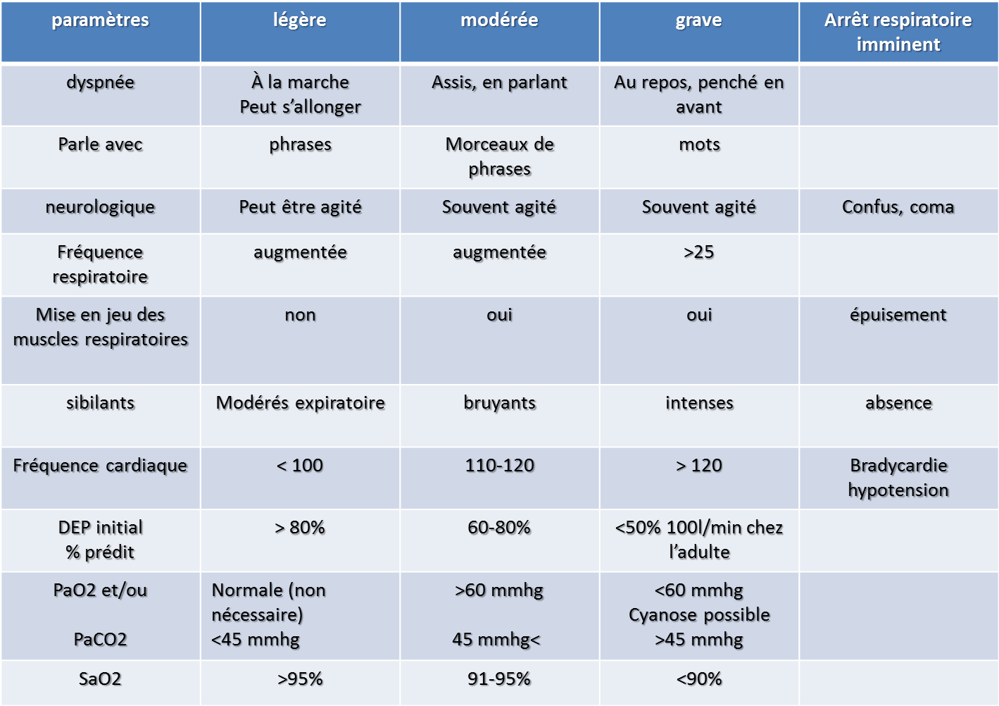 paramètres
légère
modérée
grave
Arrêt respiratoire
imminent
dyspnée
À la marche
Peut s’allonger
Assis, en parlant
Au repos, penché en
avant
Parle avec
phrases
Morceaux de
phrases
mots
neurologique
Peut être agité
Souvent agité
Souvent agité
Confus, coma
Fréquence
respiratoire
augmentée
augmentée
>25
Mise en jeu des
muscles respiratoires
non
oui
oui
épuisement
sibilants
Modérés expiratoire
bruyants
intenses
absence
Fréquence cardiaque
< 100
110-120
> 120
Bradycardie
hypotension
DEP initial
% prédit
> 80%
60-80%
<50% 100l/min chez
l’adulte
PaO2 et/ou
PaCO2
Normale (non
nécessaire)
<45 mmhg
>60 mmhg
45 mmhg<
<60 mmhg
Cyanose possible
>45 mmhg
SaO2
>95%
91-95%
<90%